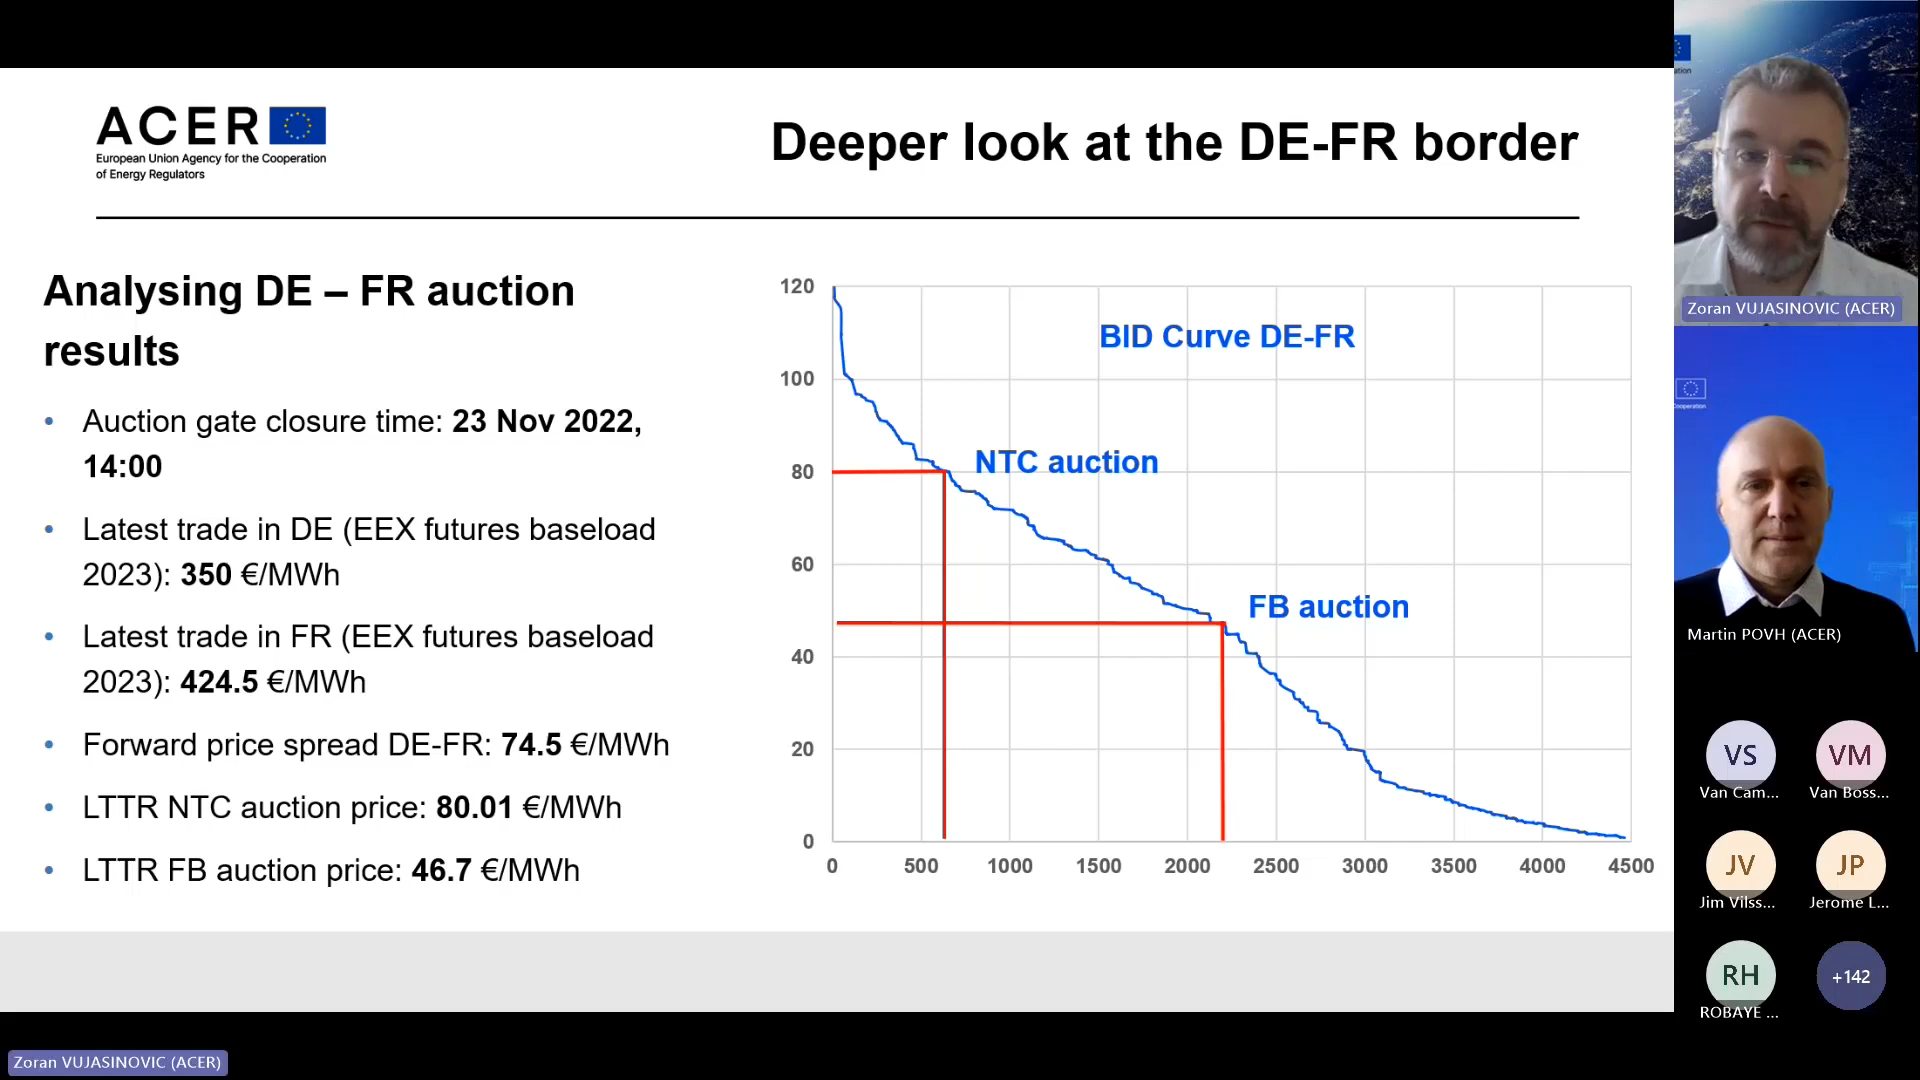 ACER
European Union Agency for the Cooperation
of Energy Regulators
Deeper look at the DE-FR border
Analysing DE – FR auction
results
• Auction gate closure time: 23 Nov 2022,
14:00
• Latest trade in DE (EEX futures baseload
2023): 350 €/MWh
• Latest trade in FR (EEX futures baseload
2023): 424.5 €/MWh
• Forward price spread DE-FR: 74.5 €/MWh
• LTTR NTC auction price: 80.01 €/MWh
• LTTR FB auction price: 46.7 €/MWh
BID Curve DE-FR
NTC auction
FB auction
120
100
80
60
40
20
0
0 500 1000 1500 2000 2500 3000 3500 4000 4500
Zoran VUJASINOVIC (ACER)
Martin POVH (ACER)
VS VM
Van Cam... Van Boss...
JV JP
Jim Vilss... Jerome L...
RH +142
ROBAYE ...
Zoran VUJASINOVIC (ACER)